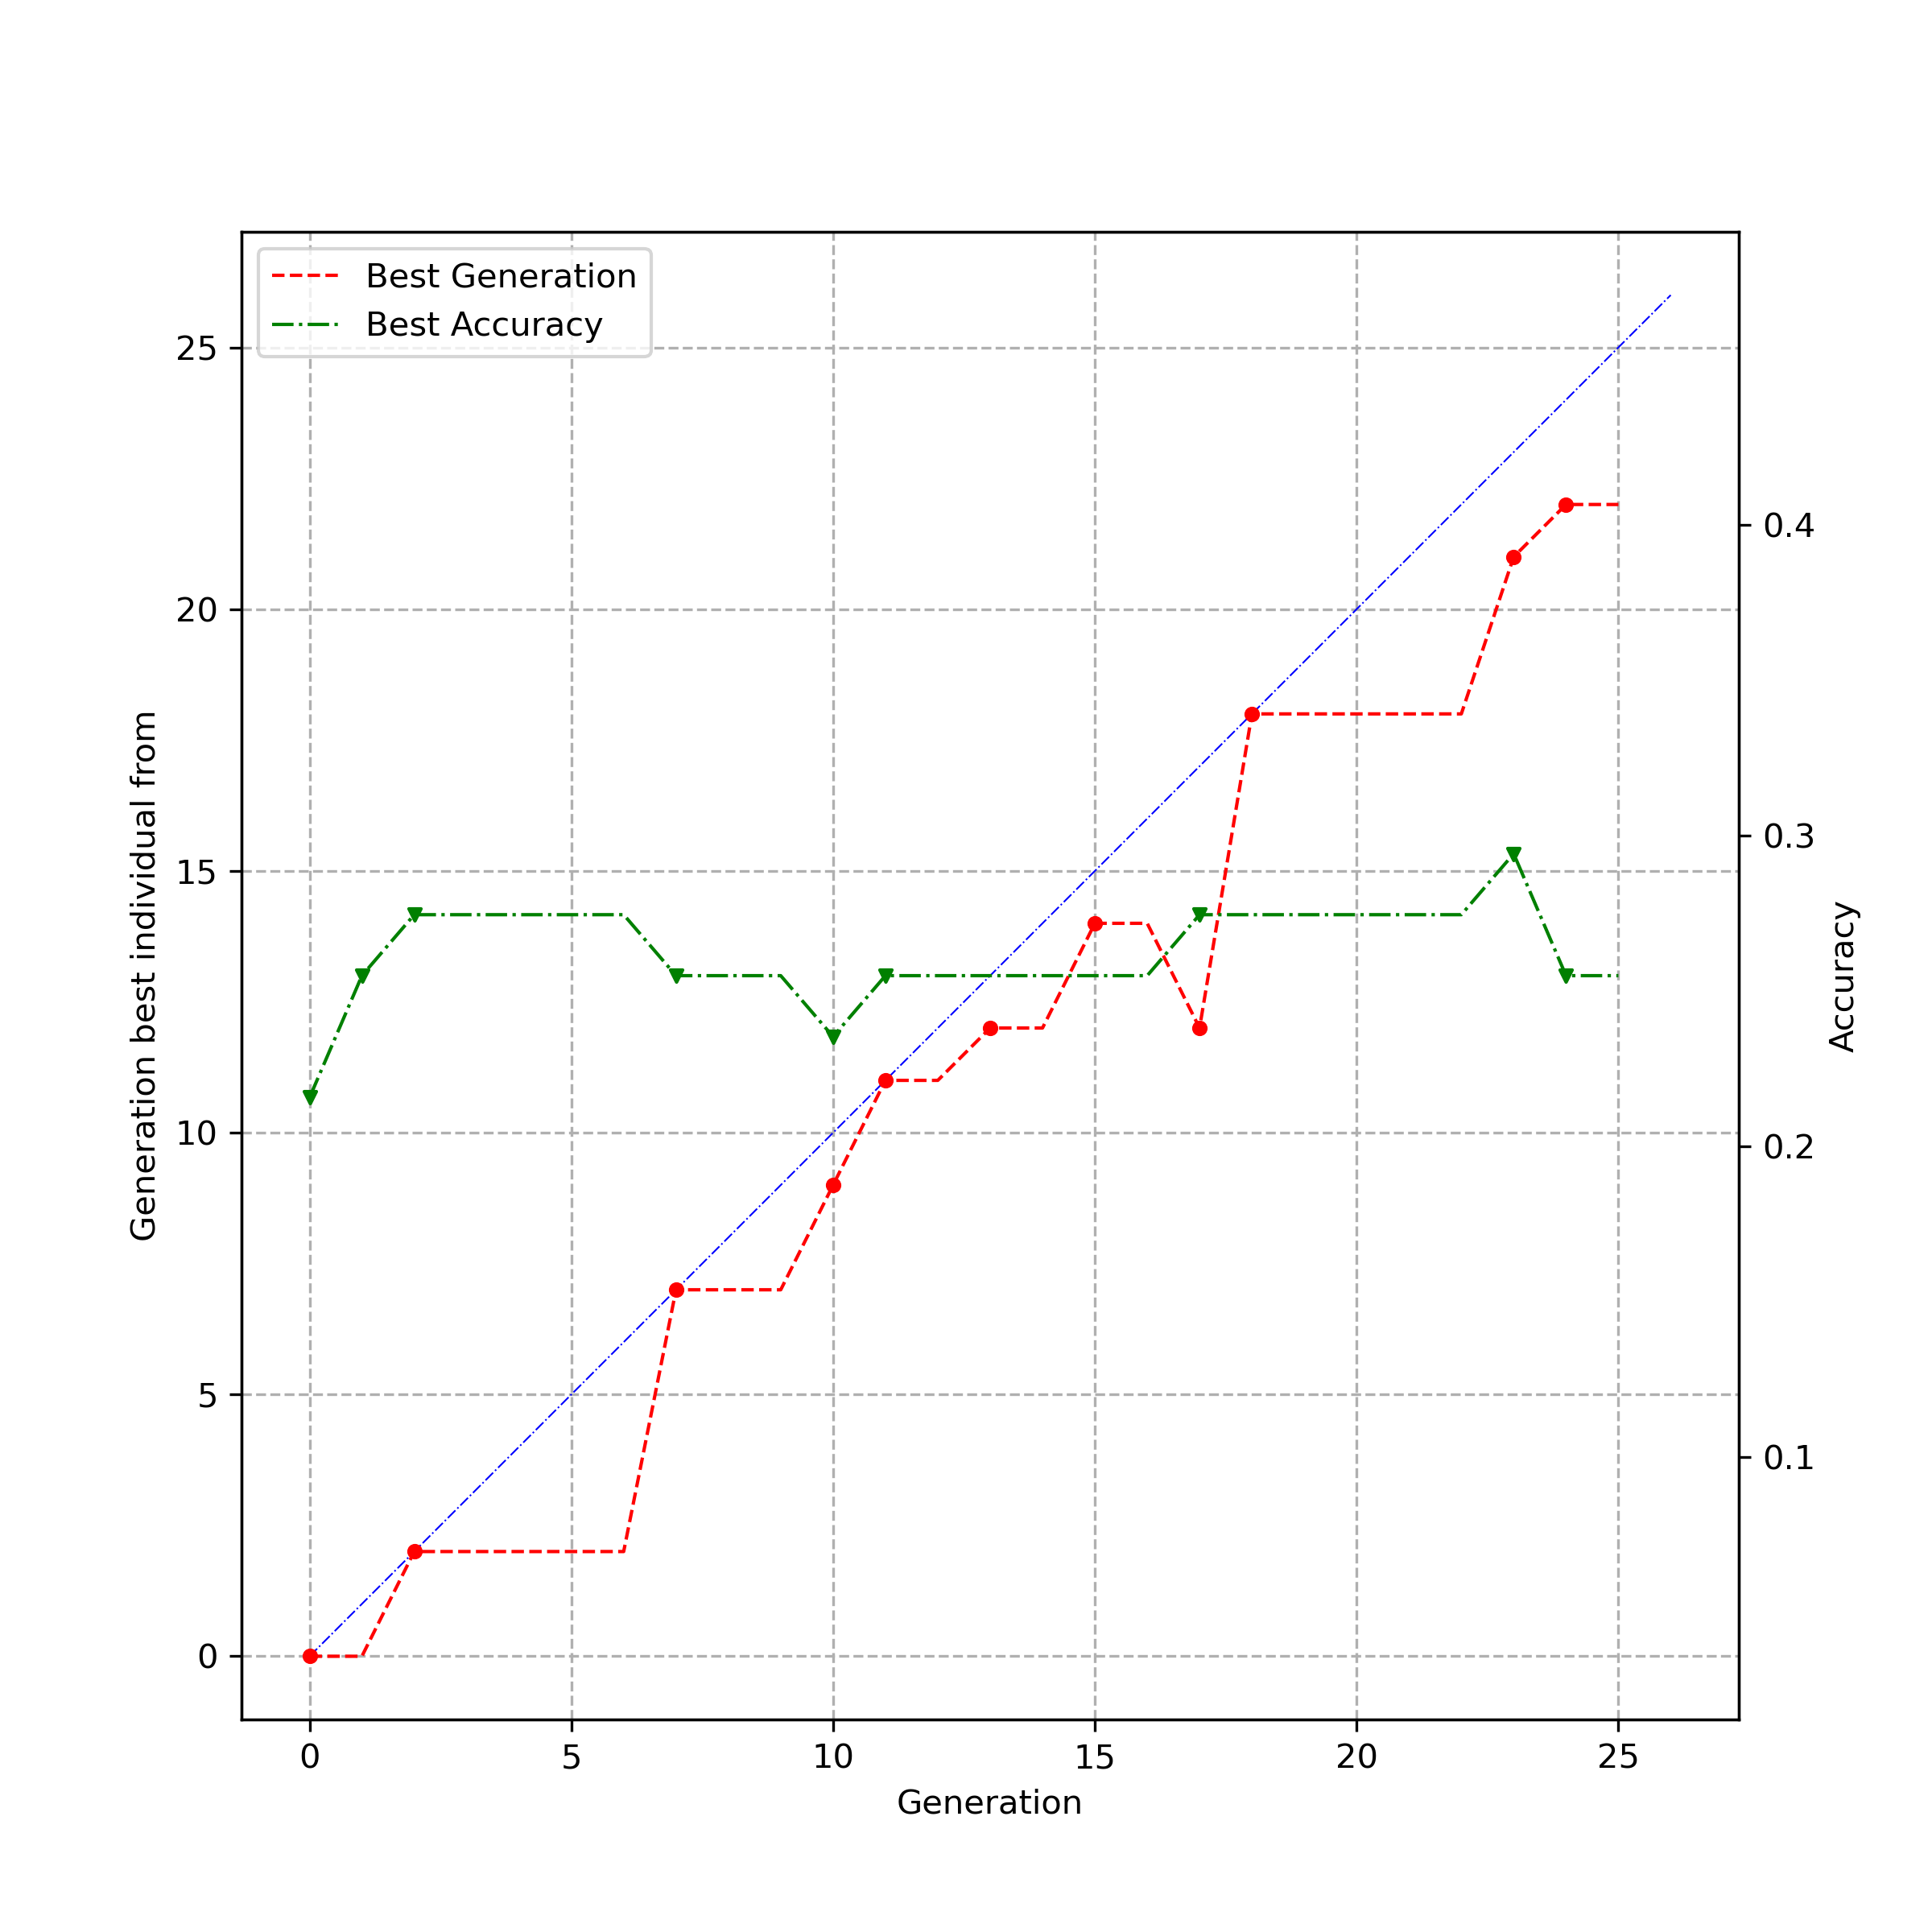 Best Generation
Best Accuracy
25
20
15
10
5
0
Generation best individual from
0.4
0.3
0.2
0.1
Accuracy
0 5 10 15 20 25
Generation